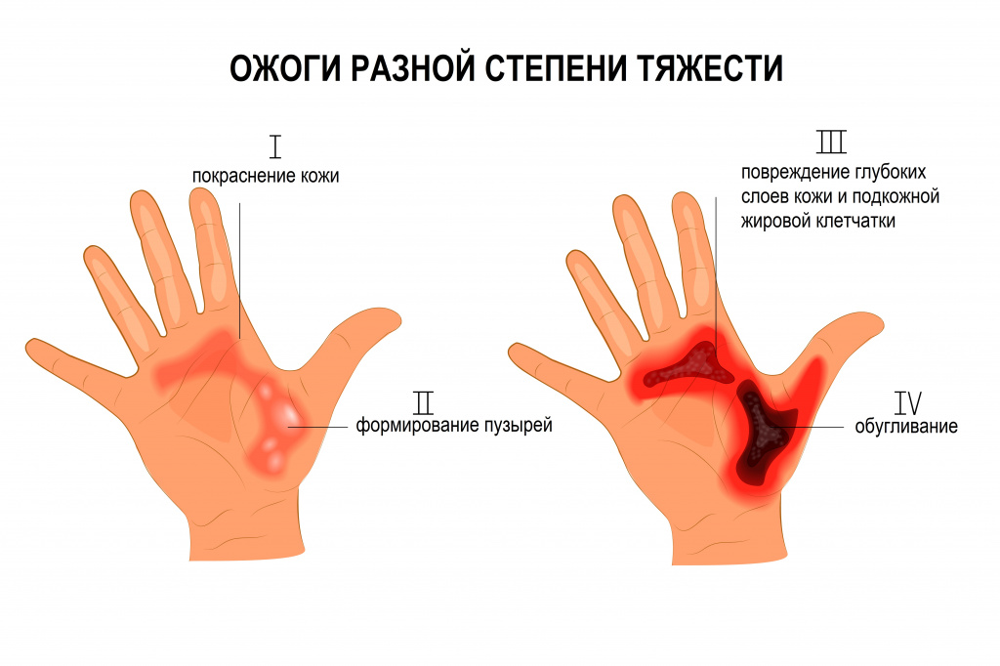 ОЖОГИ РАЗНОЙ СТЕПЕНИ ТЯЖЕСТИ
I
покраснение кожи
II
формирование пузырей
III
повреждение глубоких
слоев кожи и подкожной
жировой клетчатки
IV
обугливание